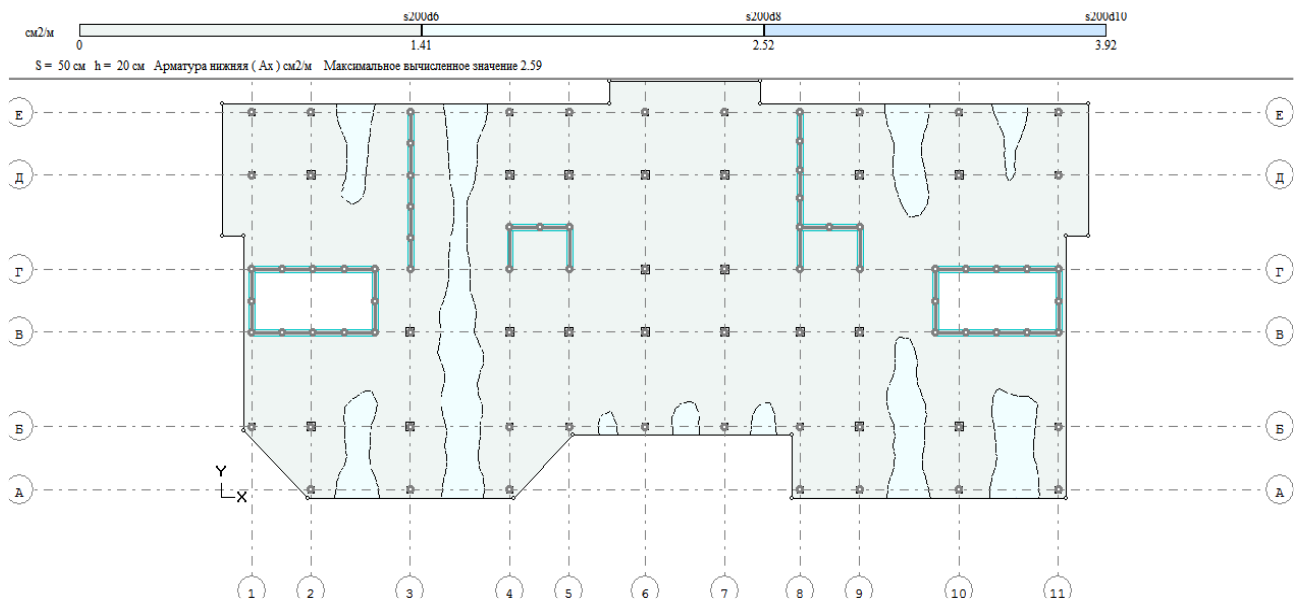 s200d6 s200d8 s200d10
см2/м
0 1.41 2.52 3.92
S = 50 см h = 20 см Арматура нижняя ( Ax ) см2/м Максимальное вычисленное значение 2.59
Е Е
Д Д
Г Г
В В
Б Б
Y
А X А
1 2 3 4 5 6 7 8 9 10 11